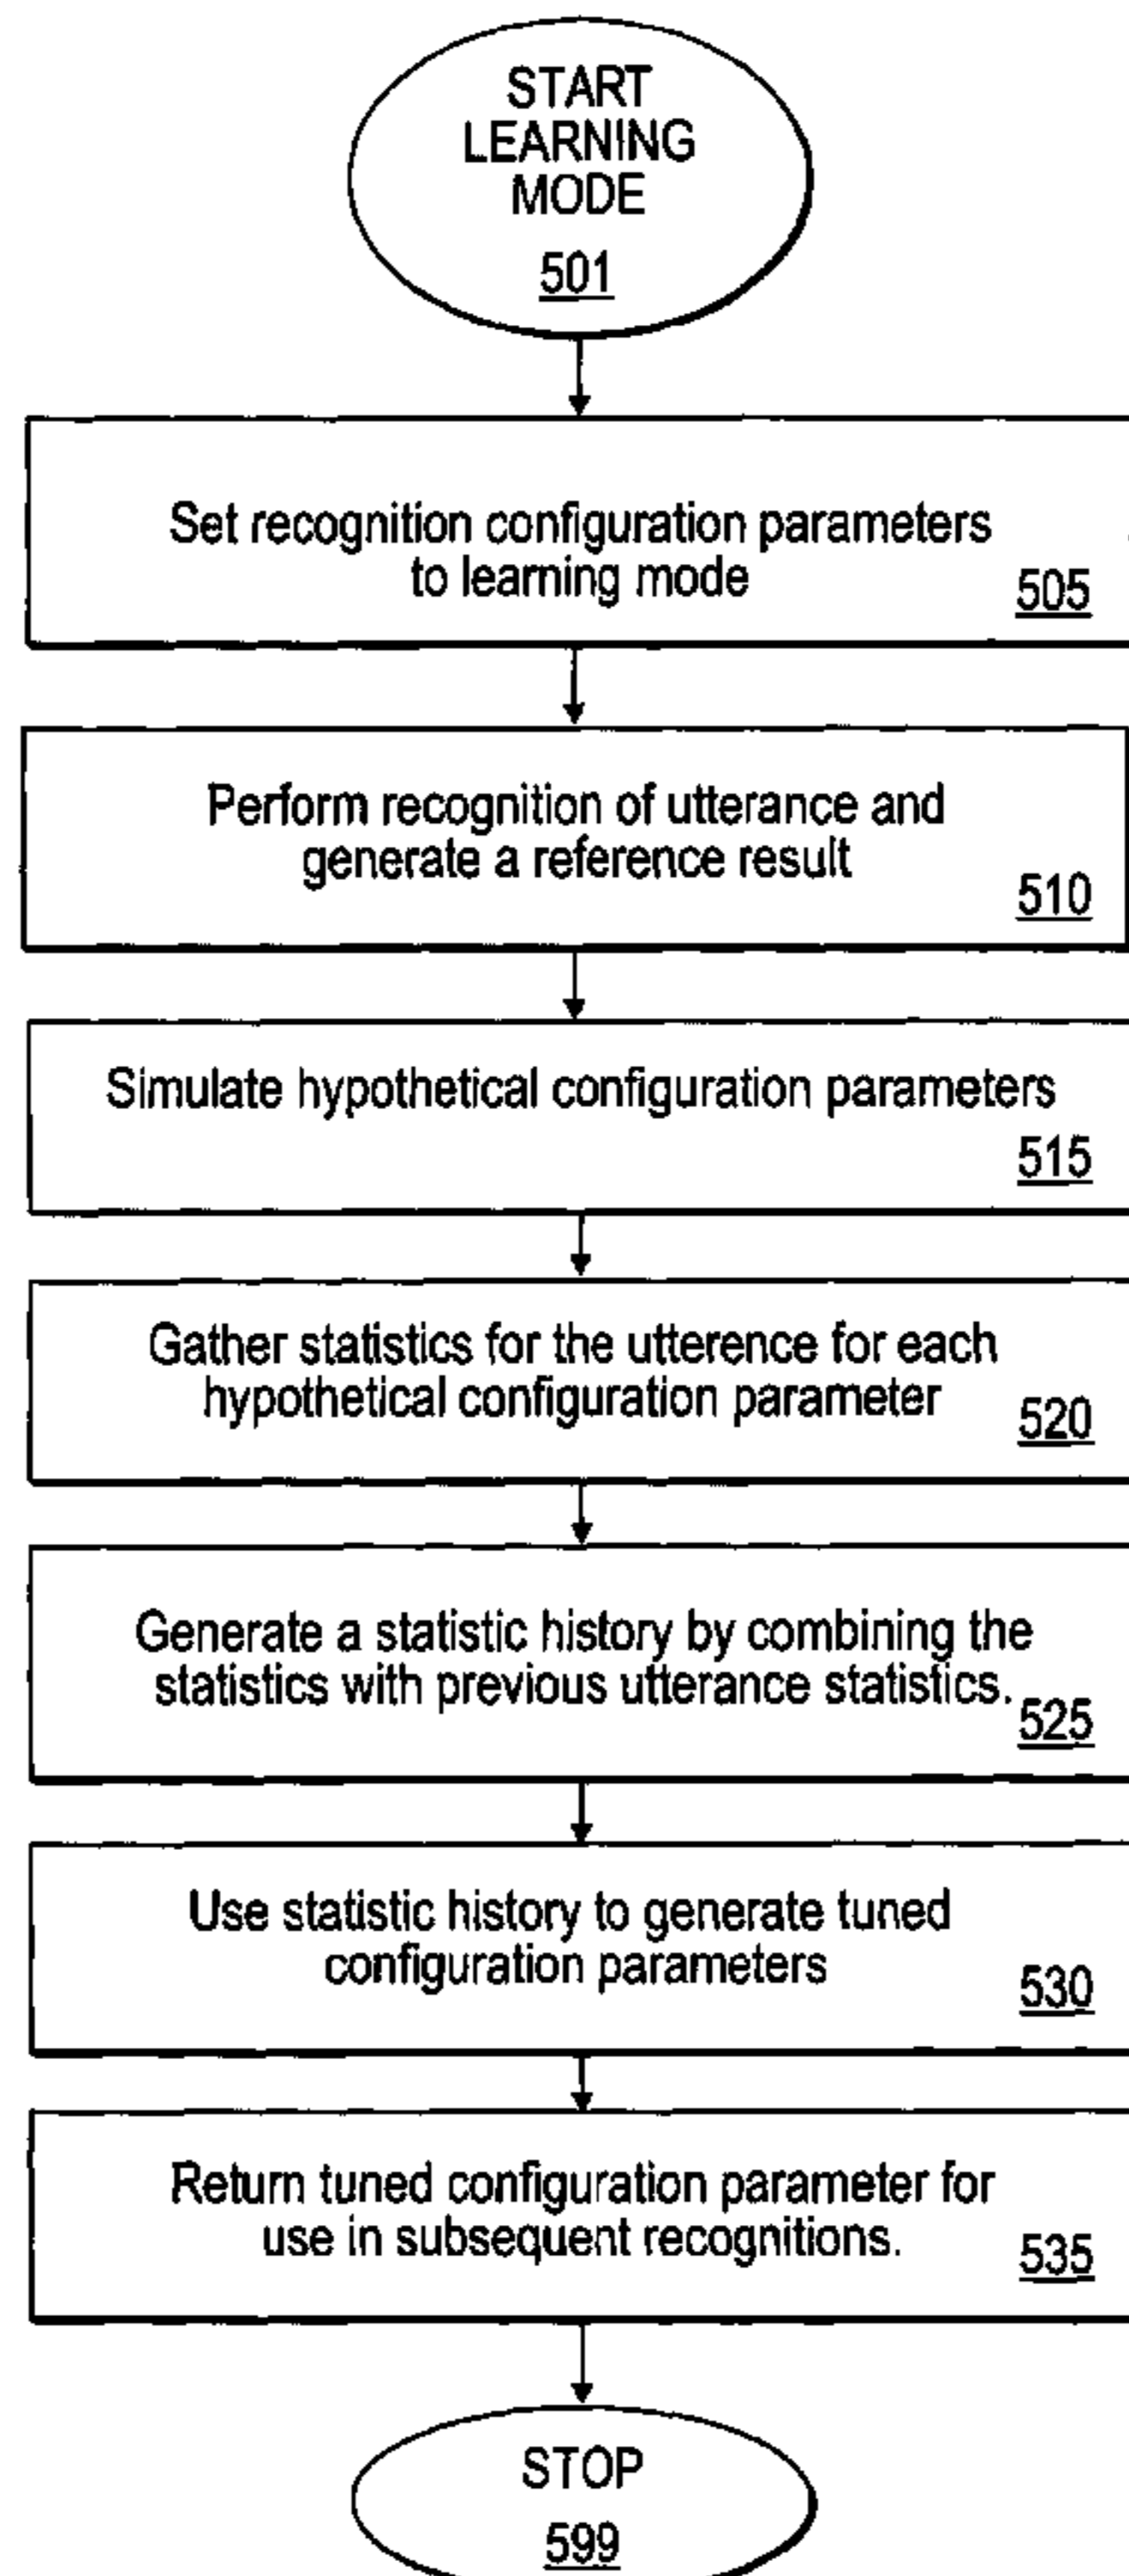 START
LEARNING
MODE
501
Set recognition configuration parameters
to learning mode
505
Perform recognition of utterance and
generate a reference result
510
Simulate hypothetical configuration parameters
515
Gather statistics for the utterence for each
hypothetical configuration parameter
520
Generate a statistic history by combining the
statistics with previous utterance statistics.
525
Use statistic history to generate tuned
configuration parameters
530
Return tuned configuration parameter for
use in subsequent recognitions.
535
STOP
599